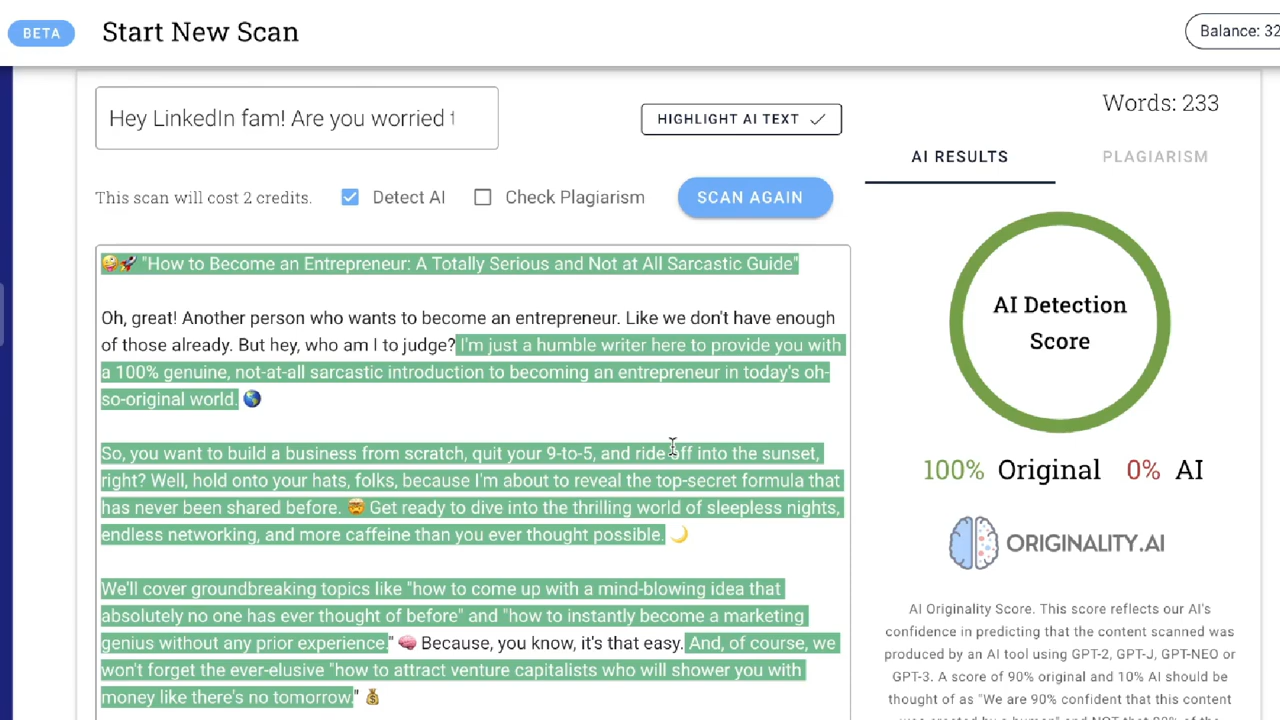 BETA
Start New Scan
Balance: 32
Hey LinkedIn fam! Are you worried t
HIGHLIGHT AI TEXT ✓
Words: 233
AI RESULTS
PLAGIARISM
This scan will cost 2 credits.
Detect AI
Check Plagiarism
SCAN AGAIN
🤪🚀 "How to Become an Entrepreneur: A Totally Serious and Not at All Sarcastic Guide"
Oh, great! Another person who wants to become an entrepreneur. Like we don't have enough
of those already. But hey, who am I to judge? I'm just a humble writer here to provide you with
a 100% genuine, not-at-all sarcastic introduction to becoming an entrepreneur in today's oh-
so-original world. 🌎
So, you want to build a business from scratch, quit your 9-to-5, and ride off into the sunset,
right? Well, hold onto your hats, folks, because I'm about to reveal the top-secret formula that
has never been shared before. 🤯 Get ready to dive into the thrilling world of sleepless nights,
endless networking, and more caffeine than you ever thought possible. 🌙
We'll cover groundbreaking topics like "how to come up with a mind-blowing idea that
absolutely no one has ever thought of before" and "how to instantly become a marketing
genius without any prior experience." 🧠 Because, you know, it's that easy. And, of course, we
won't forget the ever-elusive "how to attract venture capitalists who will shower you with
money like there's no tomorrow." 💰
AI Detection
Score
100% Original 0% AI
ORIGINALITY.AI
AI Originality Score. This score reflects our AI's
confidence in predicting that the content scanned was
produced by an AI tool using GPT-2, GPT-J, GPT-NEO or
GPT-3. A score of 90% original and 10% AI should be
thought of as "We are 90% confident that this content
was created by a human" and NOT that 90% of the